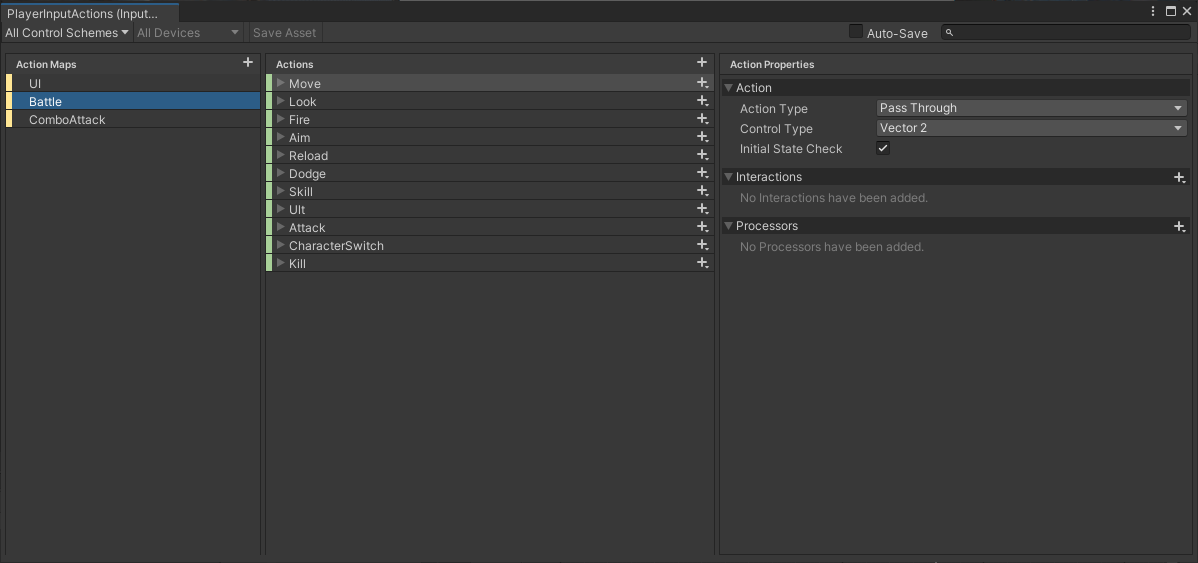 PlayerInputActions (Input...
All Control Schemes All Devices Save Asset Auto-Save
Action Maps
UI
Battle
ComboAttack
Actions
Move
Look
Fire
Aim
Reload
Dodge
Skill
Ult
Attack
CharacterSwitch
Kill
Action Properties
Action
Action Type Pass Through
Control Type Vector 2
Initial State Check
Interactions
No Interactions have been added.
Processors
No Processors have been added.